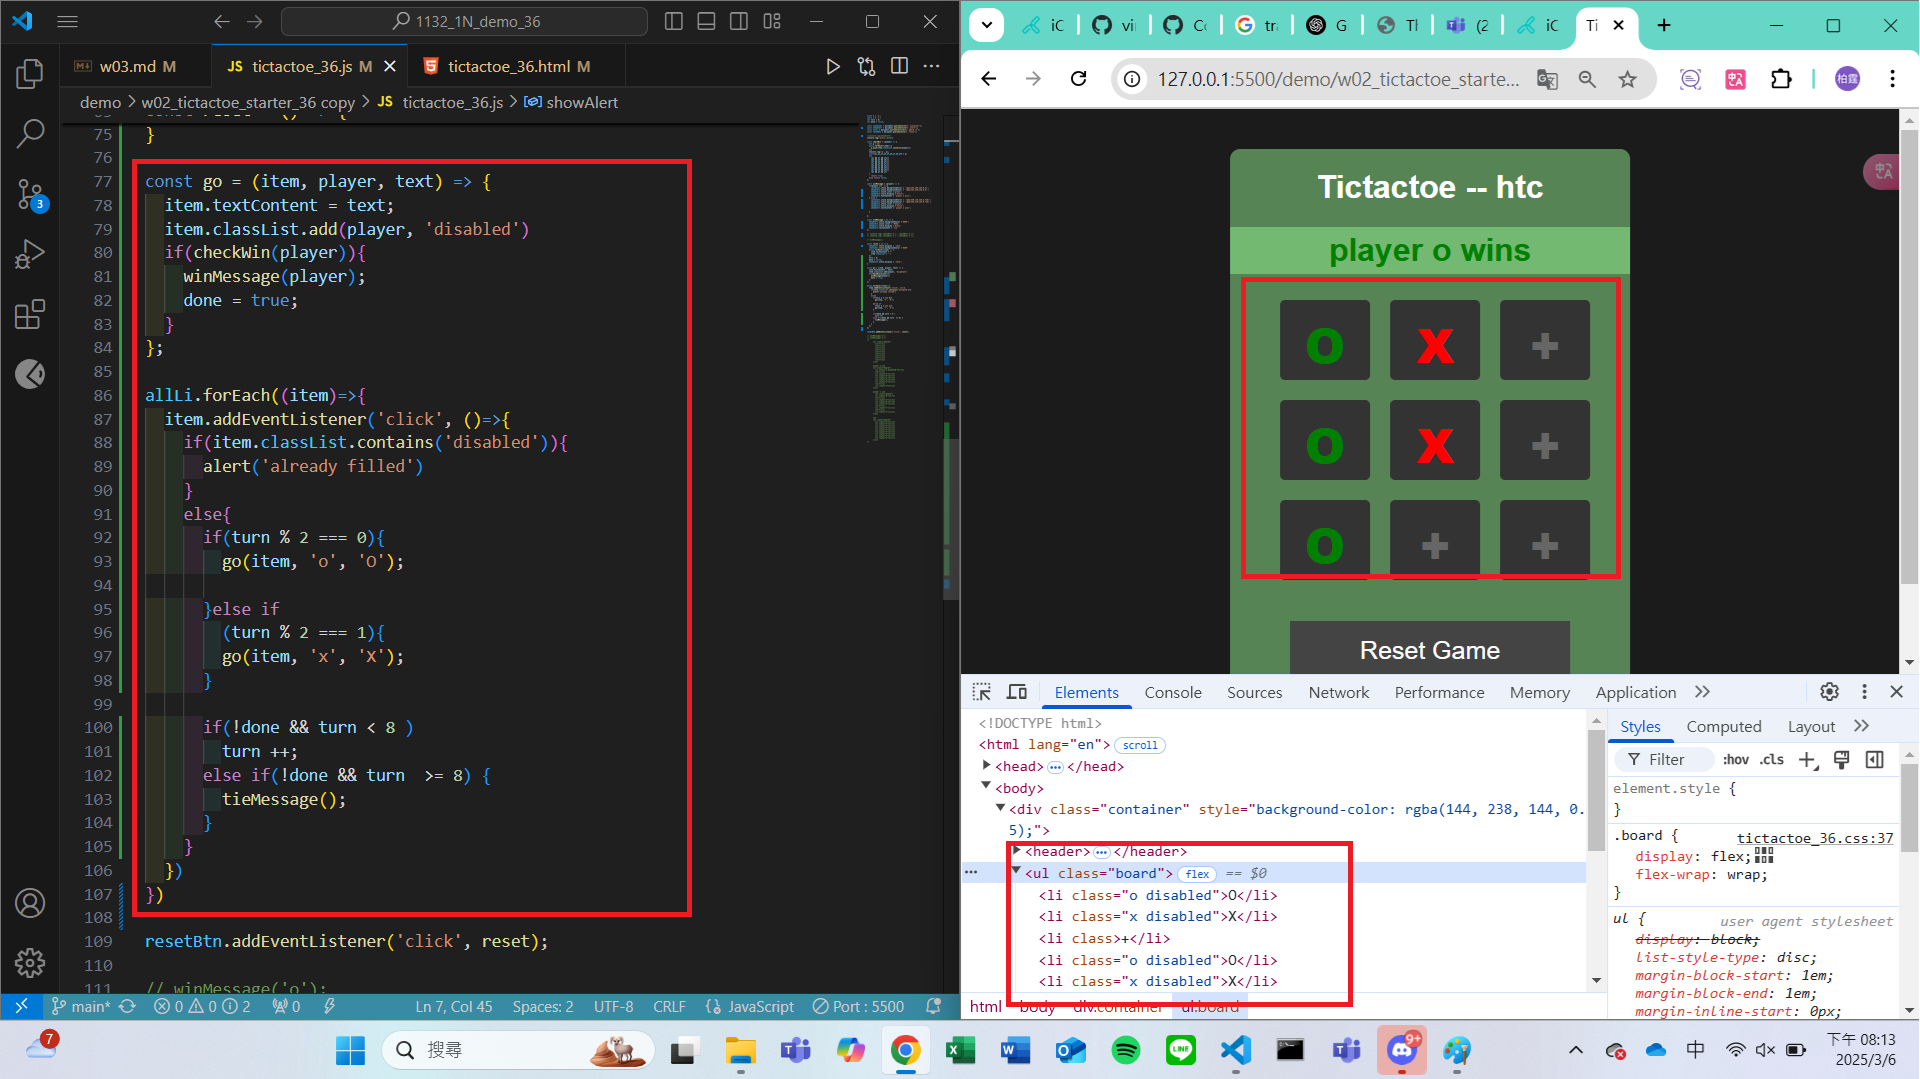 1132_1N_demo_36
w03.md M
JS tictactoe_36.js M
tictactoe_36.html M
demo > w02_tictactoe_starter_36 copy > JS tictactoe_36.js > showAlert
75 }
76
77 const go = (item, player, text) => {
78 item.textContent = text;
79 item.classList.add(player, 'disabled')
80 if(checkWin(player)){
81 winMessage(player);
82 done = true;
83 }
84 };
85
86 allLi.forEach((item)=>{
87 item.addEventListener('click', ()=>{
88 if(item.classList.contains('disabled')){
89 alert('already filled')
90 }
91 else{
92 if(turn % 2 === 0){
93 go(item, 'o', 'O');
94
95 }else if
96 (turn % 2 === 1){
97 go(item, 'x', 'X');
98 }
99
100 if(!done && turn < 8 )
101 turn ++;
102 else if(!done && turn >= 8) {
103 tieMessage();
104 }
105 }
106 })
107 })
108
109 resetBtn.addEventListener('click', reset);
110
111 // winMessage('o');
3
main* 0 0 2 0 Ln 7, Col 45 Spaces: 2 UTF-8 CRLF {} JavaScript Port : 5500
iC
vi
Co
tra
G
Th
(2
iC
Ti
127.0.0.1:5500/demo/w02_tictactoe_starte...
柏霆
Tictactoe -- htc
player o wins
O X +
O X +
O + +
Reset Game
Elements Console Sources Network Performance Memory Application
<!DOCTYPE html>
<html lang="en"> scroll
<head> ... </head>
<body>
<div class="container" style="background-color: rgba(144, 238, 144, 0.
5);">
<header> ... </header>
<ul class="board"> flex == $0
<li class="o disabled">O</li>
<li class="x disabled">X</li>
<li class>+</li>
<li class="o disabled">O</li>
<li class="x disabled">X</li>
html body div.container ul.board
Styles Computed Layout
Filter :hov .cls
element.style {
}
.board { tictactoe_36.css:37
display: flex;
flex-wrap: wrap;
}
ul { user agent stylesheet
display: block;
list-style-type: disc;
margin-block-start: 1em;
margin-block-end: 1em;
margin-inline-start: 0px;
7
搜尋
9+
中
下午 08:13
2025/3/6